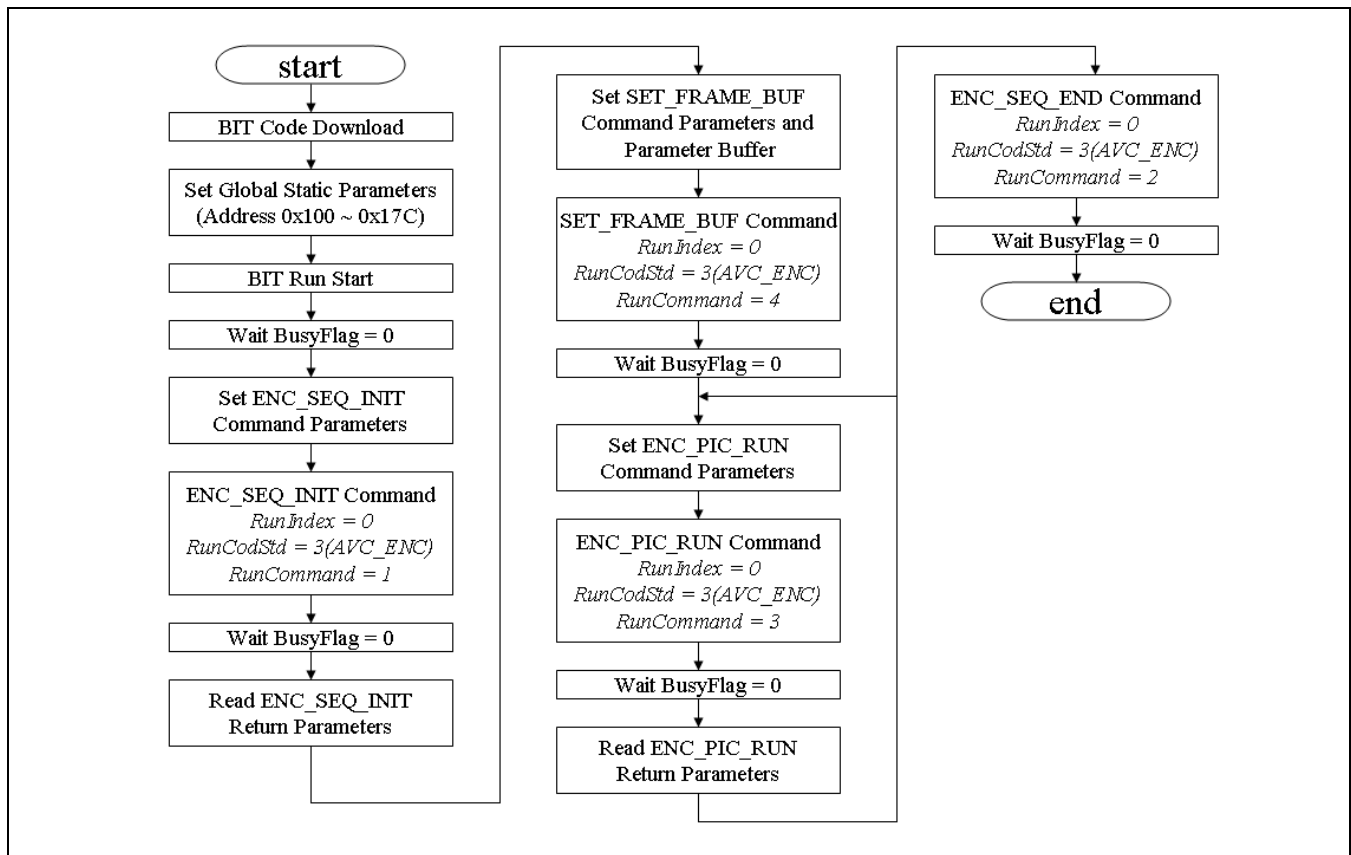 start
BIT Code Download
Set Global Static Parameters
(Address 0x100 ~ 0x17C)
BIT Run Start
Wait BusyFlag = 0
Set ENC_SEQ_INIT
Command Parameters
ENC_SEQ_INIT Command
RunIndex = 0
RunCodStd = 3(AVC_ENC)
RunCommand = 1
Wait BusyFlag = 0
Read ENC_SEQ_INIT
Return Parameters
Set SET_FRAME_BUF
Command Parameters and
Parameter Buffer
SET_FRAME_BUF Command
RunIndex = 0
RunCodStd = 3(AVC_ENC)
RunCommand = 4
Wait BusyFlag = 0
Set ENC_PIC_RUN
Command Parameters
ENC_PIC_RUN Command
RunIndex = 0
RunCodStd = 3(AVC_ENC)
RunCommand = 3
Wait BusyFlag = 0
Read ENC_PIC_RUN
Return Parameters
ENC_SEQ_END Command
RunIndex = 0
RunCodStd = 3(AVC_ENC)
RunCommand = 2
Wait BusyFlag = 0
end